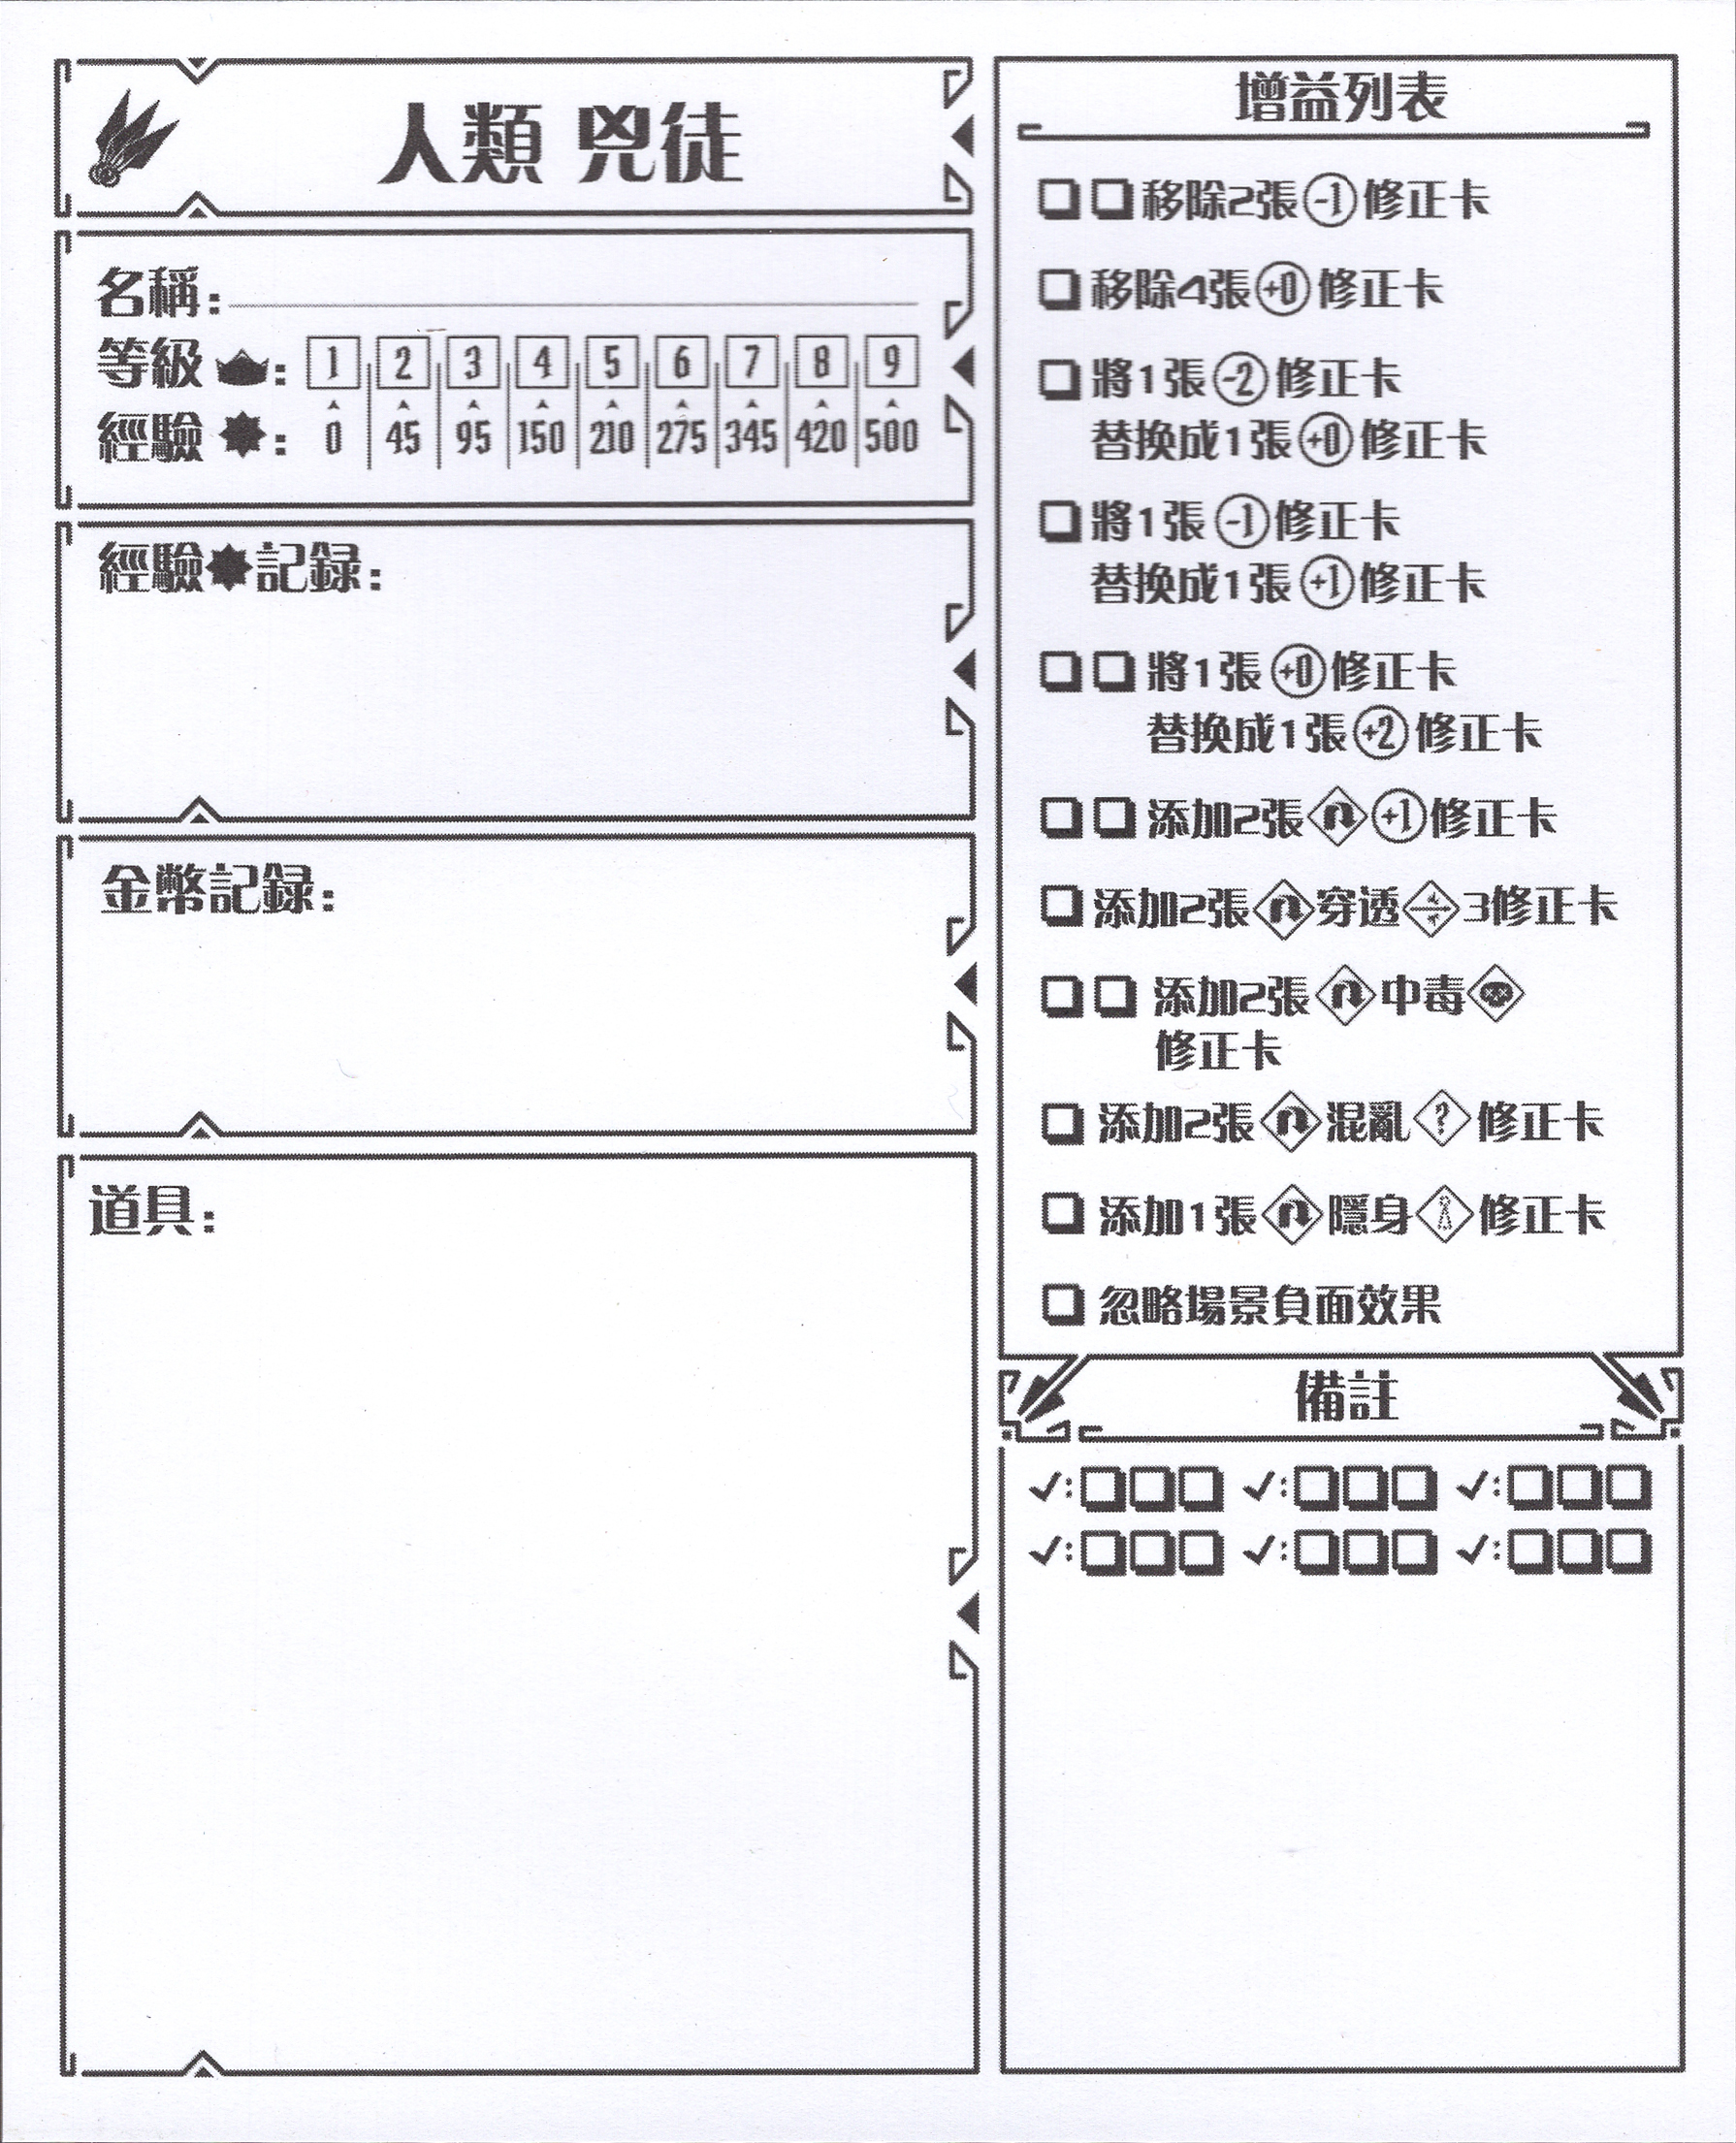 人類 兇徒
名稱:
等級 : 1 2 3 4 5 6 7 8 9
經驗 : 0 45 95 150 210 275 345 420 500
經驗 記録:
金幣記録:
道具:
增益列表
移除2張 -1 修正卡
移除4張 +0 修正卡
將1張 -2 修正卡
替換成1張 +0 修正卡
將1張 -1 修正卡
替換成1張 +1 修正卡
將1張 +0 修正卡
替換成1張 +2 修正卡
添加2張 +1 修正卡
添加2張 穿透 3修正卡
添加2張 中毒
修正卡
添加2張 混亂 ? 修正卡
添加1張 隱身 修正卡
忽略場景負面效果
備註
✓: ✓: ✓:
✓: ✓: ✓: